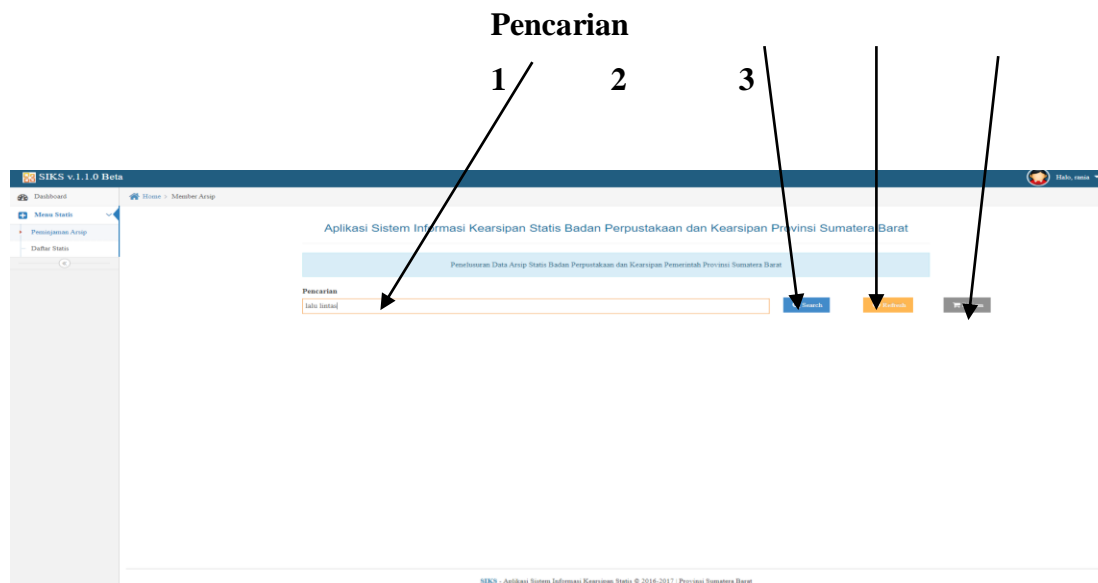 Pencarian
1 2 3
SIKS v.1.1.0 Beta
Halo,
Dashboard
Home > Member Arsip
Menu Statis
Peminjaman Arsip
Daftar Statis
Aplikasi Sistem Informasi Kearsipan Statis Badan Perpustakaan dan Kearsipan Provinsi Sumatera Barat
Penelusuran Data Arsip Statis Badan Perpustakaan dan Kearsipan Pemerintah Provinsi Sumatera Barat
Pencarian
lalu lintas
Search
Refresh
SIKS - Aplikasi Sistem Informasi Kearsipan Statis © 2016-2017 - Provinsi Sumatera Barat